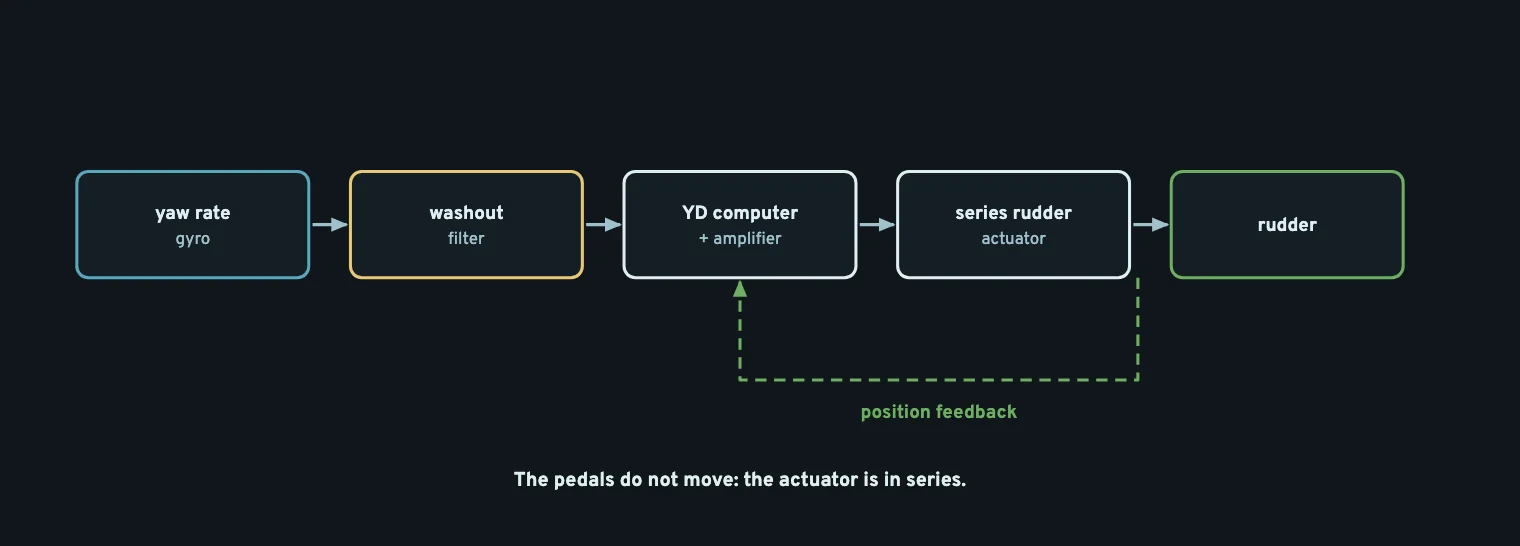 yaw rate
gyro
washout
filter
YD computer
+ amplifier
series rudder
actuator
rudder
position feedback
The pedals do not move: the actuator is in series.